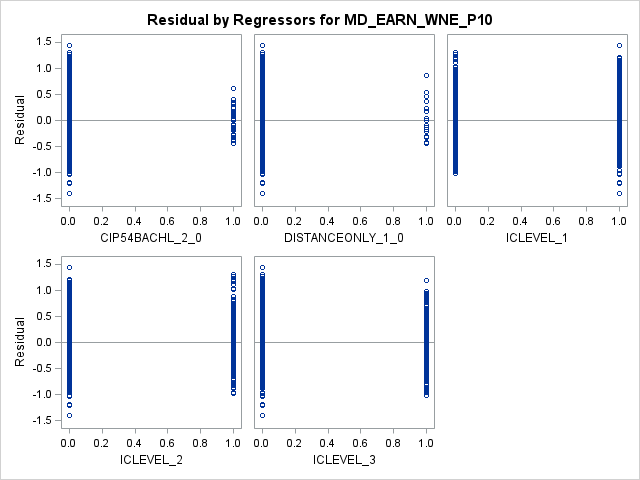 Residual by Regressors for MD_EARN_WNE_P10
1.5
1.0
0.5
0.0
-0.5
-1.0
-1.5
Residual
0.0 0.2 0.4 0.6 0.8 1.0
CIP54BACHL_2_0
0.0 0.2 0.4 0.6 0.8 1.0
DISTANCEONLY_1_0
0.0 0.2 0.4 0.6 0.8 1.0
ICLEVEL_1
1.5
1.0
0.5
0.0
-0.5
-1.0
-1.5
Residual
0.0 0.2 0.4 0.6 0.8 1.0
ICLEVEL_2
0.0 0.2 0.4 0.6 0.8 1.0
ICLEVEL_3